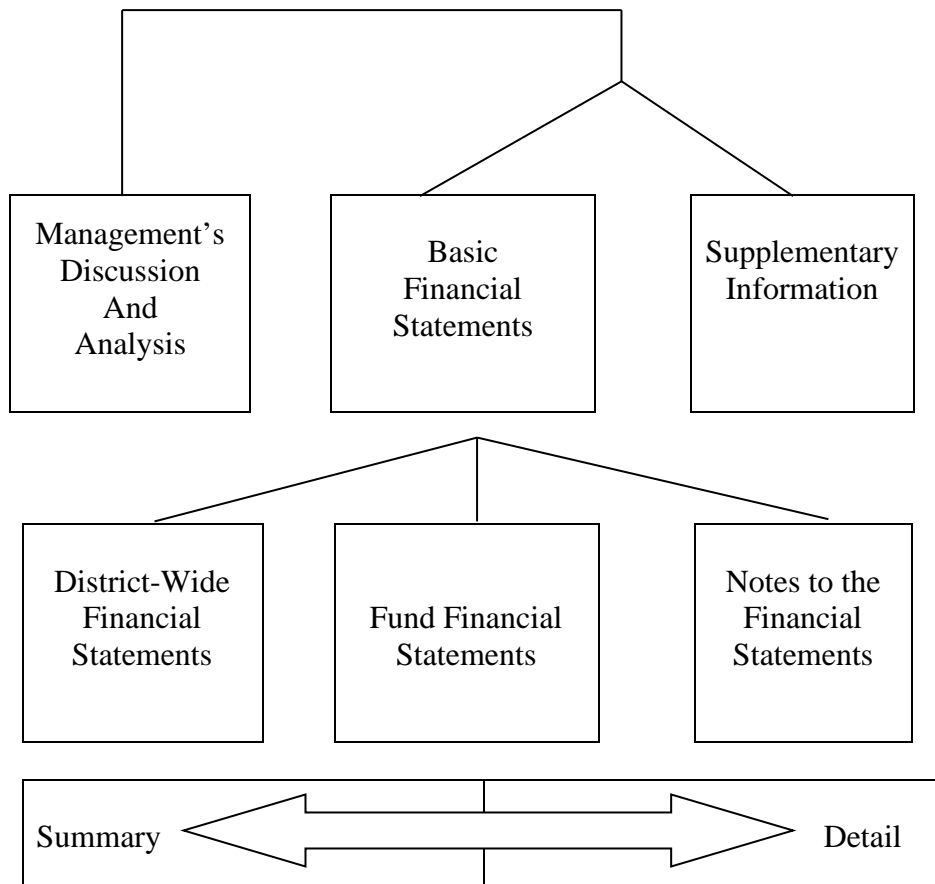 Management’s
Discussion
And
Analysis
Basic
Financial
Statements
Supplementary
Information
District-Wide
Financial
Statements
Fund Financial
Statements
Notes to the
Financial
Statements
Summary
Detail